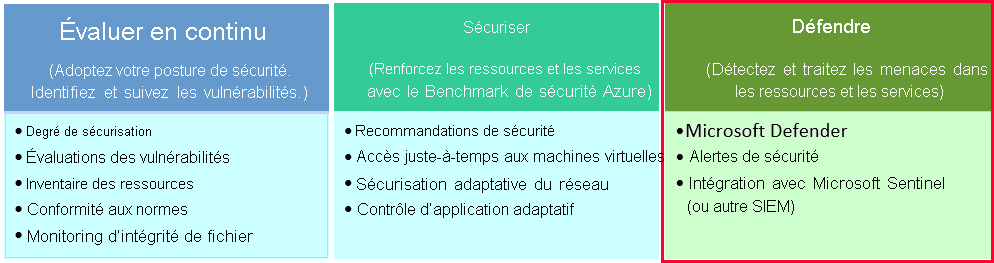 Évaluer en continu
(Adoptez votre posture de sécurité.
Identifiez et suivez les vulnérabilités.)
• Degré de sécurisation
• Évaluations des vulnérabilités
• Inventaire des ressources
• Conformité aux normes
• Monitoring d'intégrité de fichier
Sécuriser
(Renforcez les ressources et les services
avec le Benchmark de sécurité Azure)
• Recommandations de sécurité
• Accès juste-à-temps aux machines virtuelles
• Sécurisation adaptative du réseau
• Contrôle d'application adaptatif
Défendre
(Détectez et traitez les menaces dans
les ressources et les services)
• Microsoft Defender
• Alertes de sécurité
• Intégration avec Microsoft Sentinel
(ou autre SIEM)